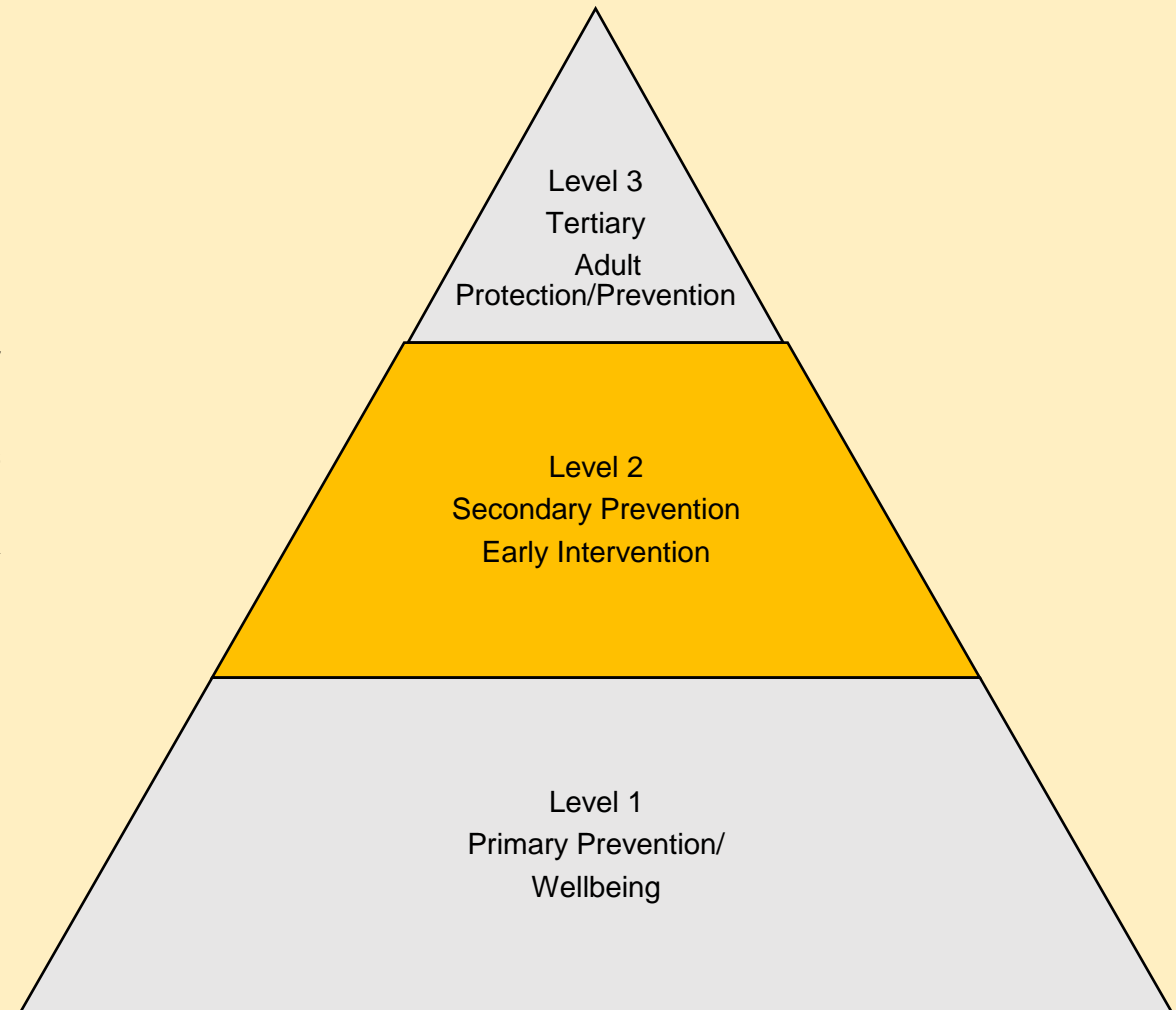 Level 3
Tertiary
Adult
Protection/Prevention
Level 2
Secondary Prevention
Early Intervention
Level 1
Primary Prevention/
Wellbeing